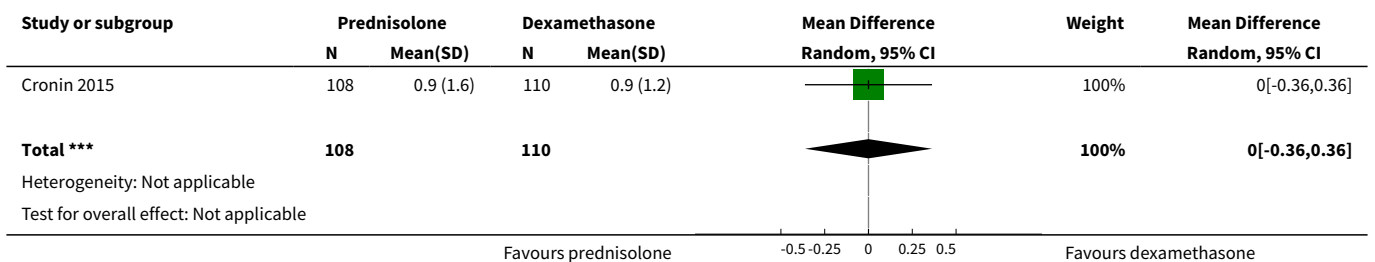 Study or subgroup Prednisolone Dexamethasone Mean Difference Weight Mean Difference
N Mean(SD) N Mean(SD) Random, 95% CI Random, 95% CI
Cronin 2015 108 0.9 (1.6) 110 0.9 (1.2) 100% 0[-0.36,0.36]
Total *** 108 110 100% 0[-0.36,0.36]
Heterogeneity: Not applicable
Test for overall effect: Not applicable
Favours prednisolone -0.5 -0.25 0 0.25 0.5 Favours dexamethasone